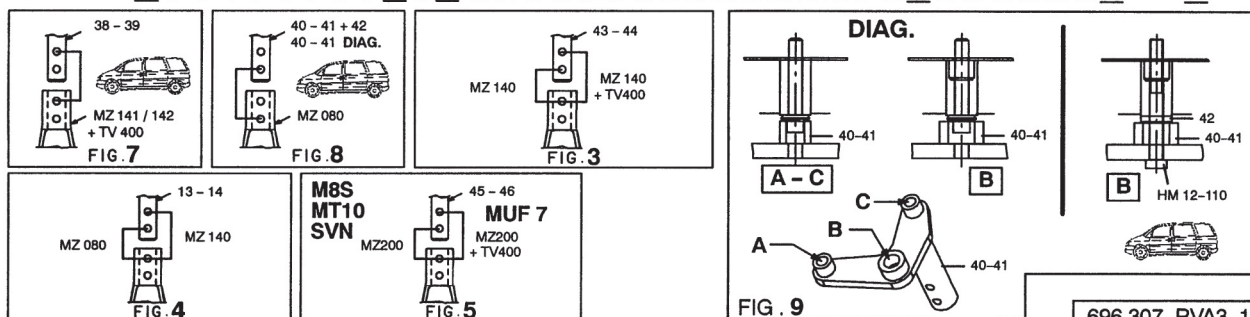 38-39
MZ 141 / 142
+ TV 400
FIG. 7
40-41 + 42
40-41 DIAG.
MZ 080
FIG. 8
43-44
MZ 140
MZ 140
+ TV400
FIG. 3
13-14
MZ 080
MZ 140
FIG. 4
M8S
MT10
SVN
45-46
MUF 7
MZ200
MZ200
+ TV400
FIG. 5
DIAG.
40-41
A - C
40-41
B
42
40-41
B
HM 12-110
C
B
A
40-41
FIG. 9